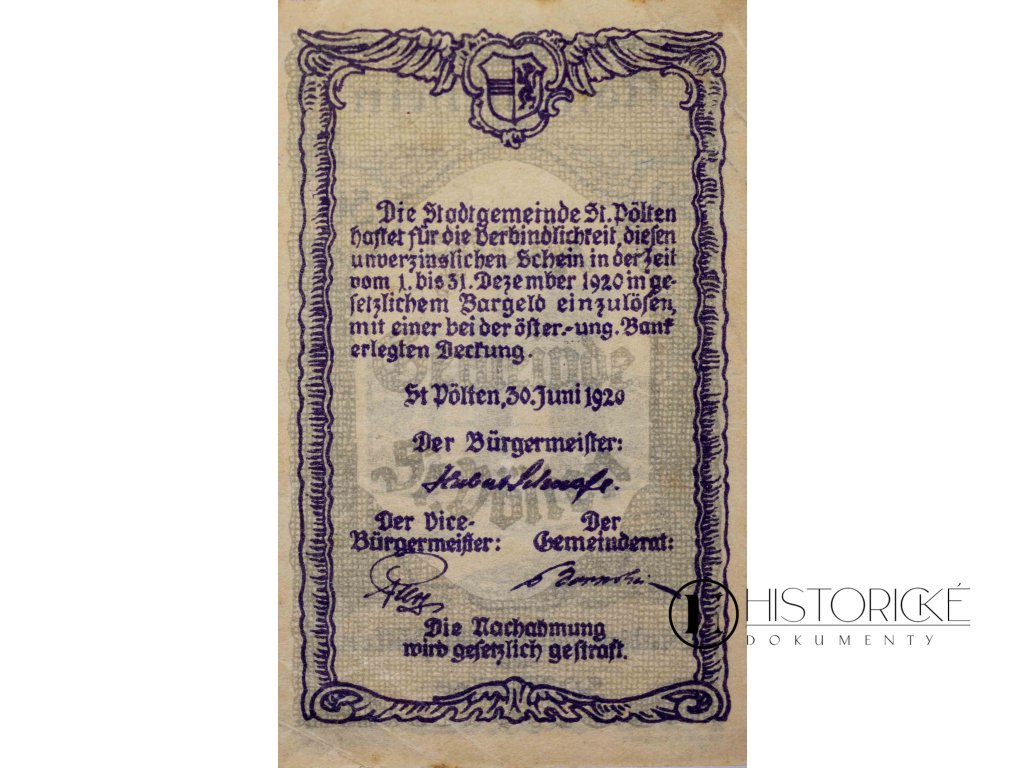 Die Stadtgemeinde St. Pölten
haftet für die Verbindlichkeit, diesen
unverzinslichen Schein in der Zeit
vom 1. bis 31. Dezember 1920 in ge-
setzlichem Bargeld einzulösen,
mit einer bei der öster.-ung. Bank
erlegten Deckung.
St Pölten, 30. Juni 1920
Der Bürgermeister:
Der Vice-
Bürgermeister:
Der
Gemeinderat:
Die Nachahmung
wird gesetzlich gestraft.
HISTORICKÉ
DOKUMENTY